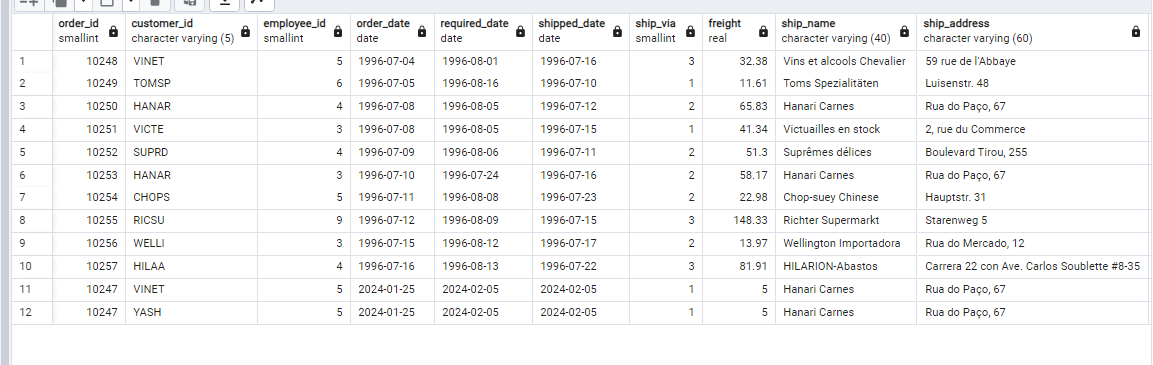 order_id customer_id employee_id order_date required_date shipped_date ship_via freight ship_name ship_address
smallint character varying (5) smallint date date date smallint real character varying (40) character varying (60)
1 10248 VINET 5 1996-07-04 1996-08-01 1996-07-16 3 32.38 Vins et alcools Chevalier 59 rue de l'Abbaye
2 10249 TOMSP 6 1996-07-05 1996-08-16 1996-07-10 1 11.61 Toms Spezialitäten Luisenstr. 48
3 10250 HANAR 4 1996-07-08 1996-08-05 1996-07-12 2 65.83 Hanari Carnes Rua do Paço, 67
4 10251 VICTE 3 1996-07-08 1996-08-05 1996-07-15 1 41.34 Victuailles en stock 2, rue du Commerce
5 10252 SUPRD 4 1996-07-09 1996-08-06 1996-07-11 2 51.3 Suprêmes délices Boulevard Tirou, 255
6 10253 HANAR 3 1996-07-10 1996-07-24 1996-07-16 2 58.17 Hanari Carnes Rua do Paço, 67
7 10254 CHOPS 5 1996-07-11 1996-08-08 1996-07-23 2 22.98 Chop-suey Chinese Hauptstr. 31
8 10255 RICSU 9 1996-07-12 1996-08-09 1996-07-15 3 148.33 Richter Supermarkt Starenweg 5
9 10256 WELLI 3 1996-07-15 1996-08-12 1996-07-17 2 13.97 Wellington Importadora Rua do Mercado, 12
10 10257 HILAA 4 1996-07-16 1996-08-13 1996-07-22 3 81.91 HILARION-Abastos Carrera 22 con Ave. Carlos Soublette #8-35
11 10247 VINET 5 2024-01-25 2024-02-05 2024-02-05 1 5 Hanari Carnes Rua do Paço, 67
12 10247 YASH 5 2024-01-25 2024-02-05 2024-02-05 1 5 Hanari Carnes Rua do Paço, 67